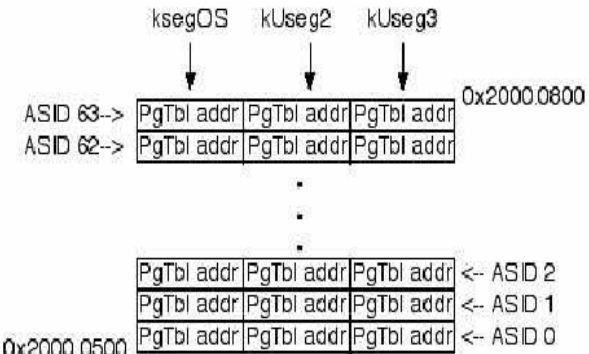 ksegOS kUseg2 kUseg3
0x2000.0800
ASID 63--> PgTbl addr PgTbl addr PgTbl addr
ASID 62--> PgTbl addr PgTbl addr PgTbl addr
PgTbl addr PgTbl addr PgTbl addr <-- ASID 2
PgTbl addr PgTbl addr PgTbl addr <-- ASID 1
0x2000.0500 PgTbl addr PgTbl addr PgTbl addr <-- ASID 0